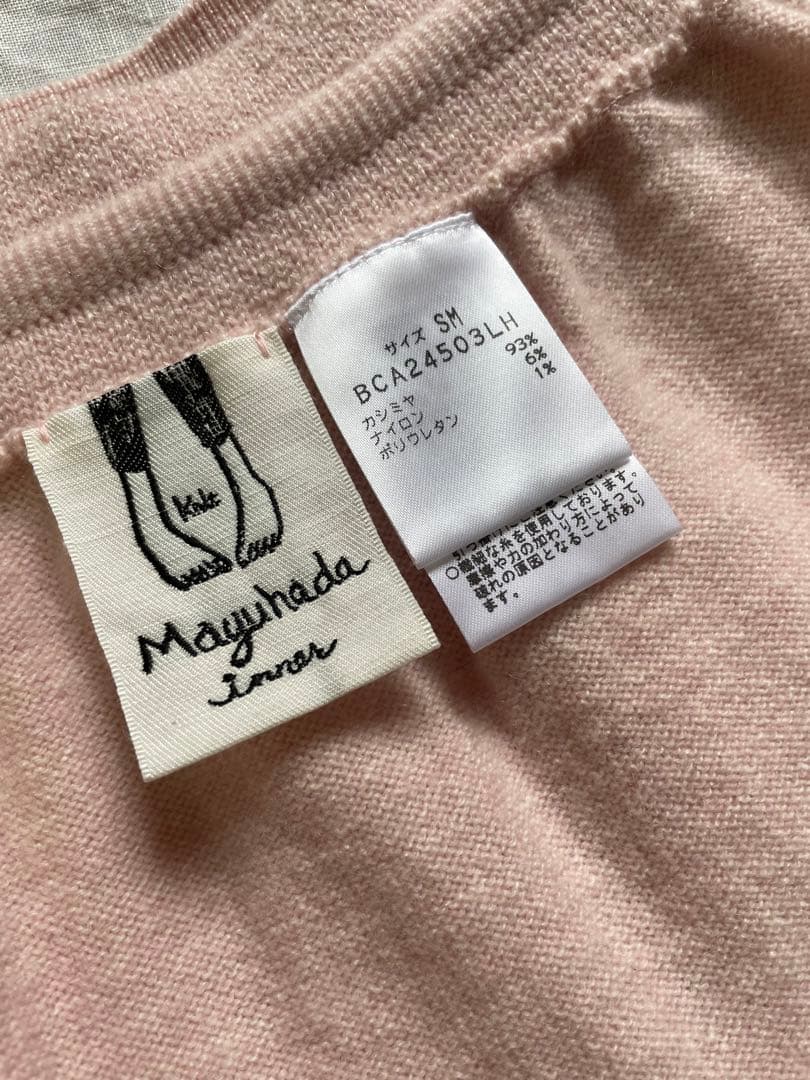 Knit
Mayuhada
inner
サイズ SM
BCA24503LH
カシミヤ 93%
ナイロン 6%
ポリウレタン 1%
○繊細な糸を使用しております。
摩擦や力の加わり方によって
破れの原因となることがあり
ます。